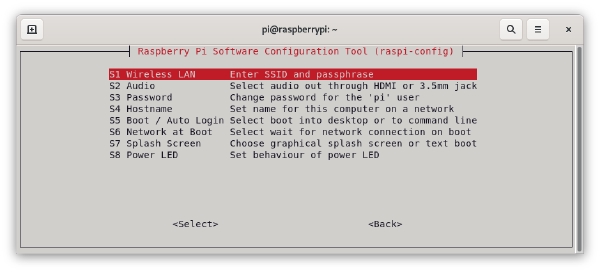 pi@raspberrypi: ~
Raspberry Pi Software Configuration Tool (raspi-config)
S1 Wireless LAN Enter SSID and passphrase
S2 Audio Select audio out through HDMI or 3.5mm jack
S3 Password Change password for the 'pi' user
S4 Hostname Set name for this computer on a network
S5 Boot / Auto Login Select boot into desktop or to command line
S6 Network at Boot Select wait for network connection on boot
S7 Splash Screen Choose graphical splash screen or text boot
S8 Power LED Set behaviour of power LED
<Select> <Back>